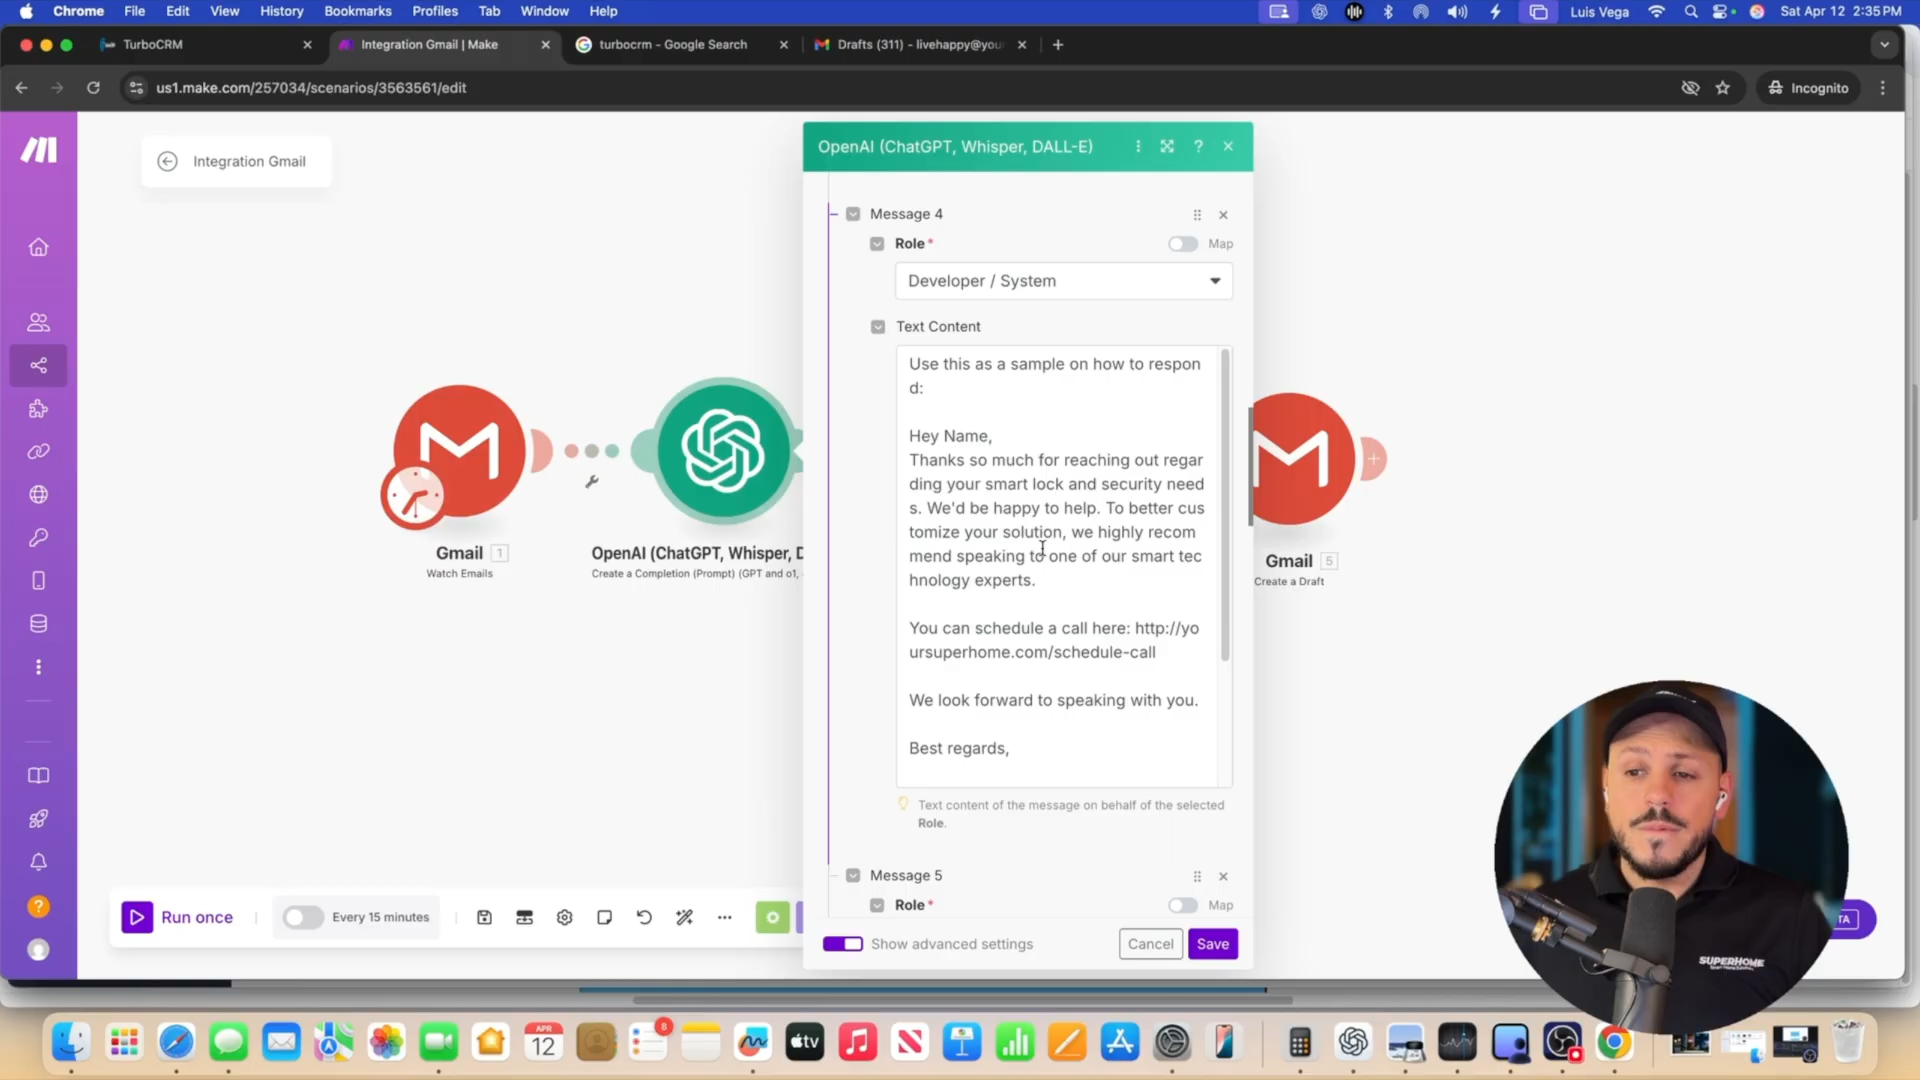 Chrome File Edit View History Bookmarks Profiles Tab Window Help Luis Vega Sat Apr 12 2:35 PM
TurboCRM Integration Gmail | Make turbocrm - Google Search Drafts (311) - livehappy@you
us1.make.com/257034/scenarios/3563561/edit Incognito
Integration Gmail
OpenAI (ChatGPT, Whisper, DALL-E) ?
Message 4
Role* Map
Developer / System
Text Content
Use this as a sample on how to respon
d:
Hey Name,
Thanks so much for reaching out regar
ding your smart lock and security need
s. We'd be happy to help. To better cus
tomize your solution, we highly recom
mend speaking to one of our smart tec
hnology experts.
You can schedule a call here: http://yo
ursuperhome.com/schedule-call
We look forward to speaking with you.
Best regards,
Text content of the message on behalf of the selected
Role.
Message 5
Role* Map
Show advanced settings Cancel Save
Gmail 1
Watch Emails
OpenAI (ChatGPT, Whisper, D
Create a Completion (Prompt) (GPT and o1,
Gmail 5
Create a Draft
Run once Every 15 minutes
?
TA
SUPERHOME
8
APR
12
tv